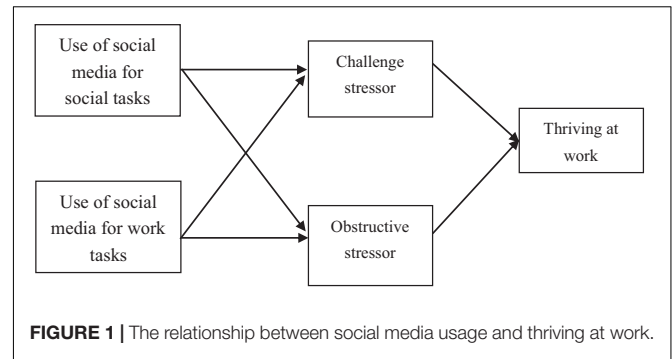 Use of social
media for
social tasks
Challenge
stressor
Thriving at
work
Use of social
media for work
tasks
Obstructive
stressor
FIGURE 1 | The relationship between social media usage and thriving at work.